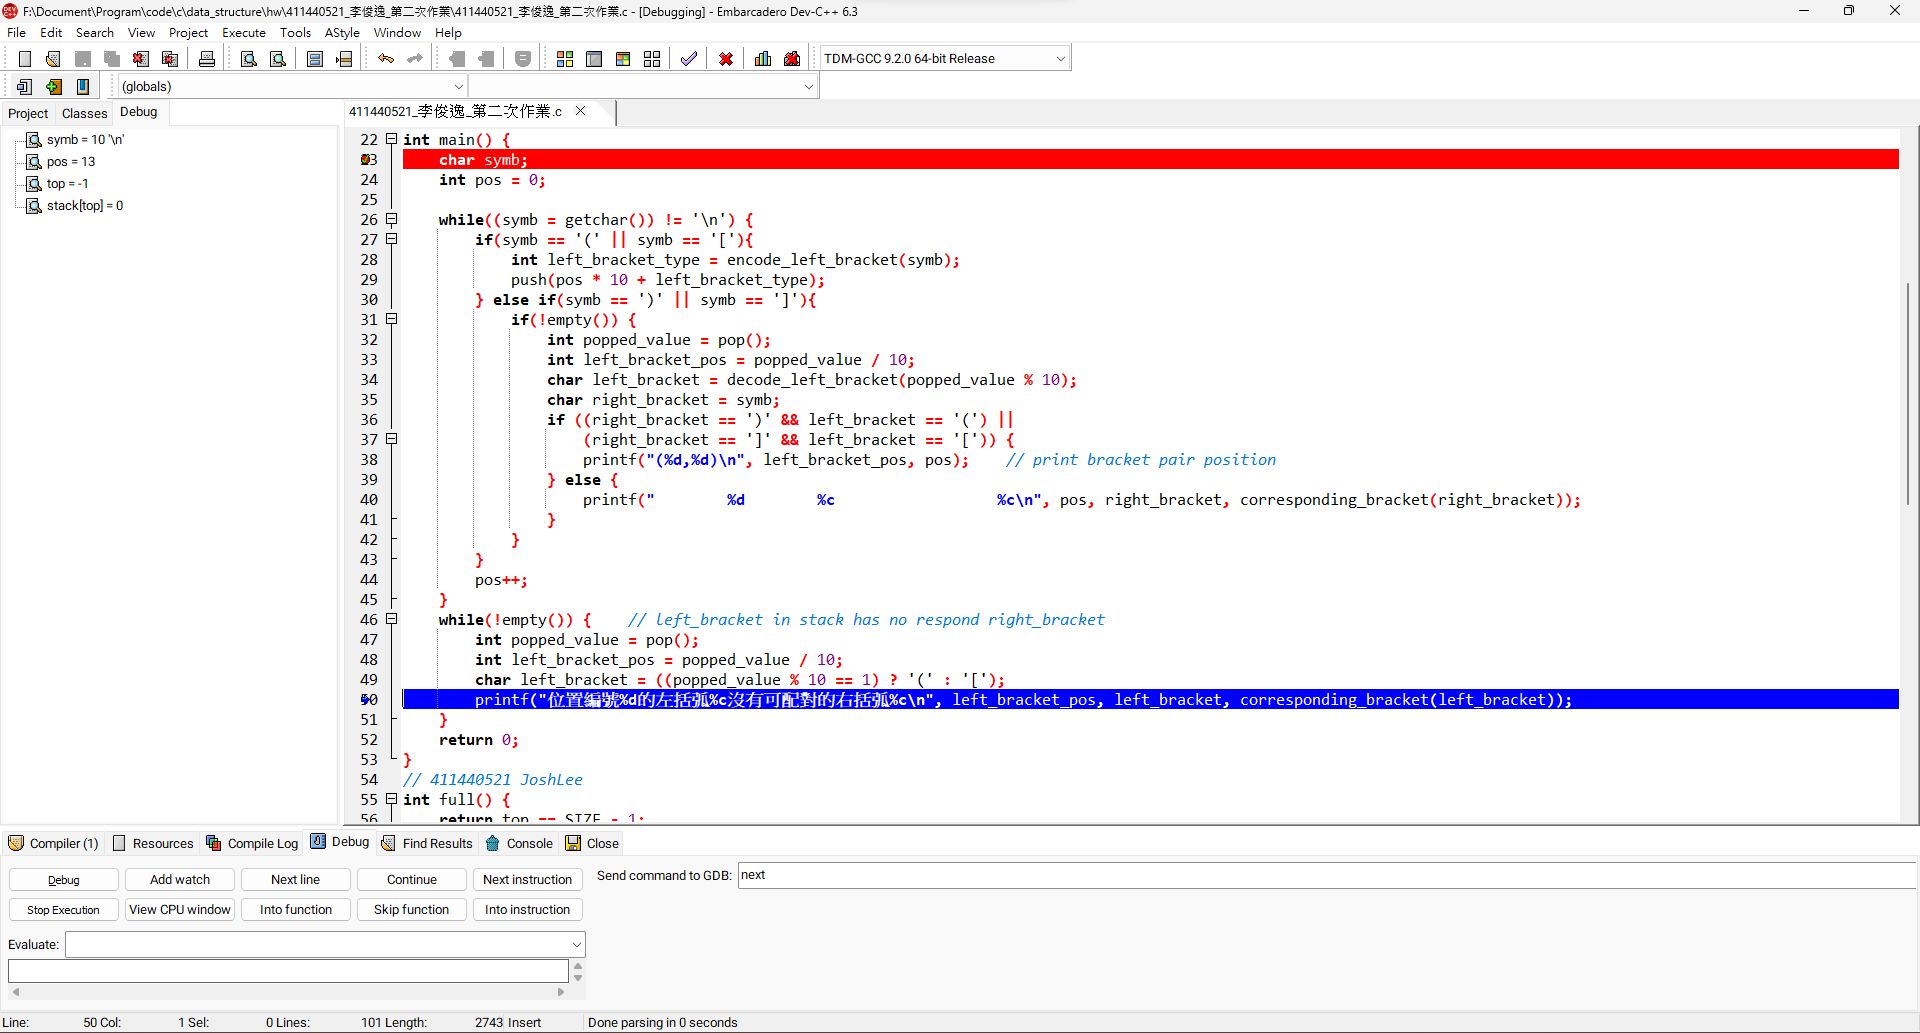 F:\Document\Program\code\c\data_structure\hw\411440521_李俊逸_第二次作業\411440521_李俊逸_第二次作業.c - [Debugging] - Embarcadero Dev-C++ 6.3
File Edit Search View Project Execute Tools AStyle Window Help
TDM-GCC 9.2.0 64-bit Release
(globals)
Project Classes Debug
symb = 10 '\n'
pos = 13
top = -1
stack[top] = 0
411440521_李俊逸_第二次作業.c
22 int main() {
23     char symb;
24     int pos = 0;
25
26     while((symb = getchar()) != '\n') {
27         if(symb == '(' || symb == '['){
28             int left_bracket_type = encode_left_bracket(symb);
29             push(pos * 10 + left_bracket_type);
30         } else if(symb == ')' || symb == ']'){
31             if(!empty()) {
32                 int popped_value = pop();
33                 int left_bracket_pos = popped_value / 10;
34                 char left_bracket = decode_left_bracket(popped_value % 10);
35                 char right_bracket = symb;
36                 if ((right_bracket == ')' && left_bracket == '(') ||
37                     (right_bracket == ']' && left_bracket == '[')) {
38                     printf("(%d,%d)\n", left_bracket_pos, pos);    // print bracket pair position
39                 } else {
40                     printf("        %d        %c                  %c\n", pos, right_bracket, corresponding_bracket(right_bracket));
41                 }
42             }
43         }
44         pos++;
45     }
46     while(!empty()) {    // left_bracket in stack has no respond right_bracket
47         int popped_value = pop();
48         int left_bracket_pos = popped_value / 10;
49         char left_bracket = ((popped_value % 10 == 1) ? '(' : '[');
50         printf("位置編號%d的左括弧%c沒有可配對的右括弧%c\n", left_bracket_pos, left_bracket, corresponding_bracket(left_bracket));
51     }
52     return 0;
53 }
54 // 411440521 JoshLee
55 int full() {
56     return top == SIZE - 1;
Compiler (1) Resources Compile Log Debug Find Results Console Close
Debug Add watch Next line Continue Next instruction Send command to GDB: next
Stop Execution View CPU window Into function Skip function Into instruction
Evaluate:
Line: 50 Col: 1 Sel: 0 Lines: 101 Length: 2743 Insert Done parsing in 0 seconds